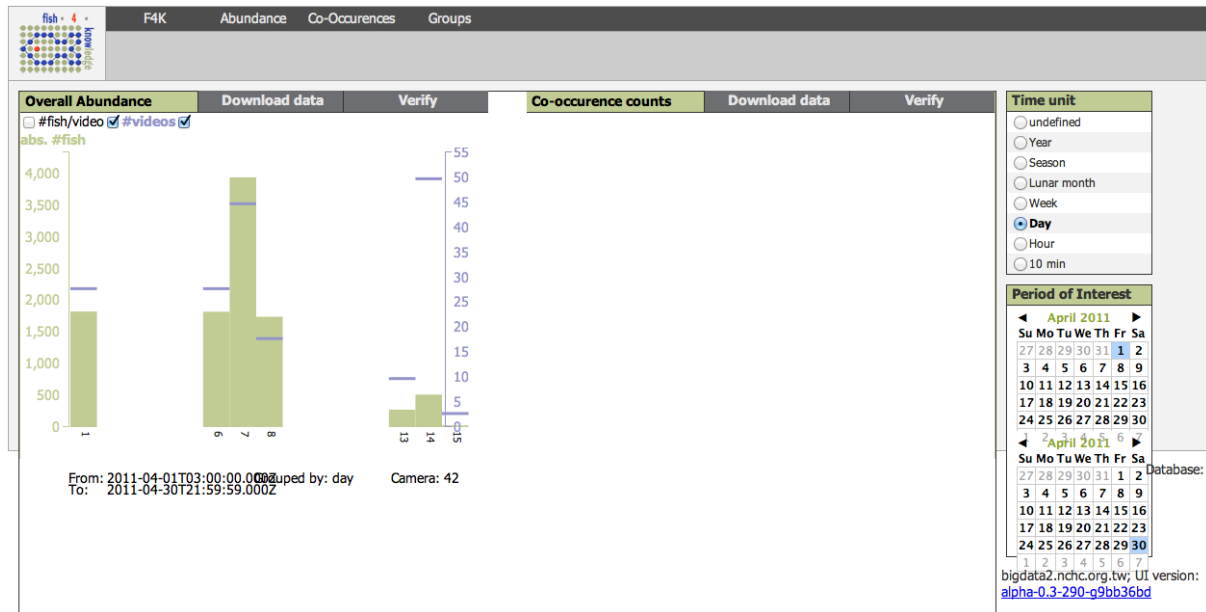 fish · 4 ·
knowledge
F4K Abundance Co-Occurences Groups
Overall Abundance Download data Verify
Co-occurence counts Download data Verify
#fish/video #videos
abs. #fish
4,000
3,500
3,000
2,500
2,000
1,500
1,000
500
0
55
50
45
40
35
30
25
20
15
10
5
0
1 6 7 8 13 14 15
From: 2011-04-01T03:00:00.000Z Grouped by: day Camera: 42
To: 2011-04-30T21:59:59.000Z
Time unit
undefined
Year
Season
Lunar month
Week
Day
Hour
10 min
Period of Interest
◄ April 2011 ►
Su Mo Tu We Th Fr Sa
27 28 29 30 31 1 2
3 4 5 6 7 8 9
10 11 12 13 14 15 16
17 18 19 20 21 22 23
24 25 26 27 28 29 30
1 2 3 4 5 6 7
◄ April 2011 ►
Su Mo Tu We Th Fr Sa
27 28 29 30 31 1 2
3 4 5 6 7 8 9
10 11 12 13 14 15 16
17 18 19 20 21 22 23
24 25 26 27 28 29 30
1 2 3 4 5 6 7
Database:
bigdata2.nchc.org.tw; UI version:
alpha-0.3-290-g9bb36bd